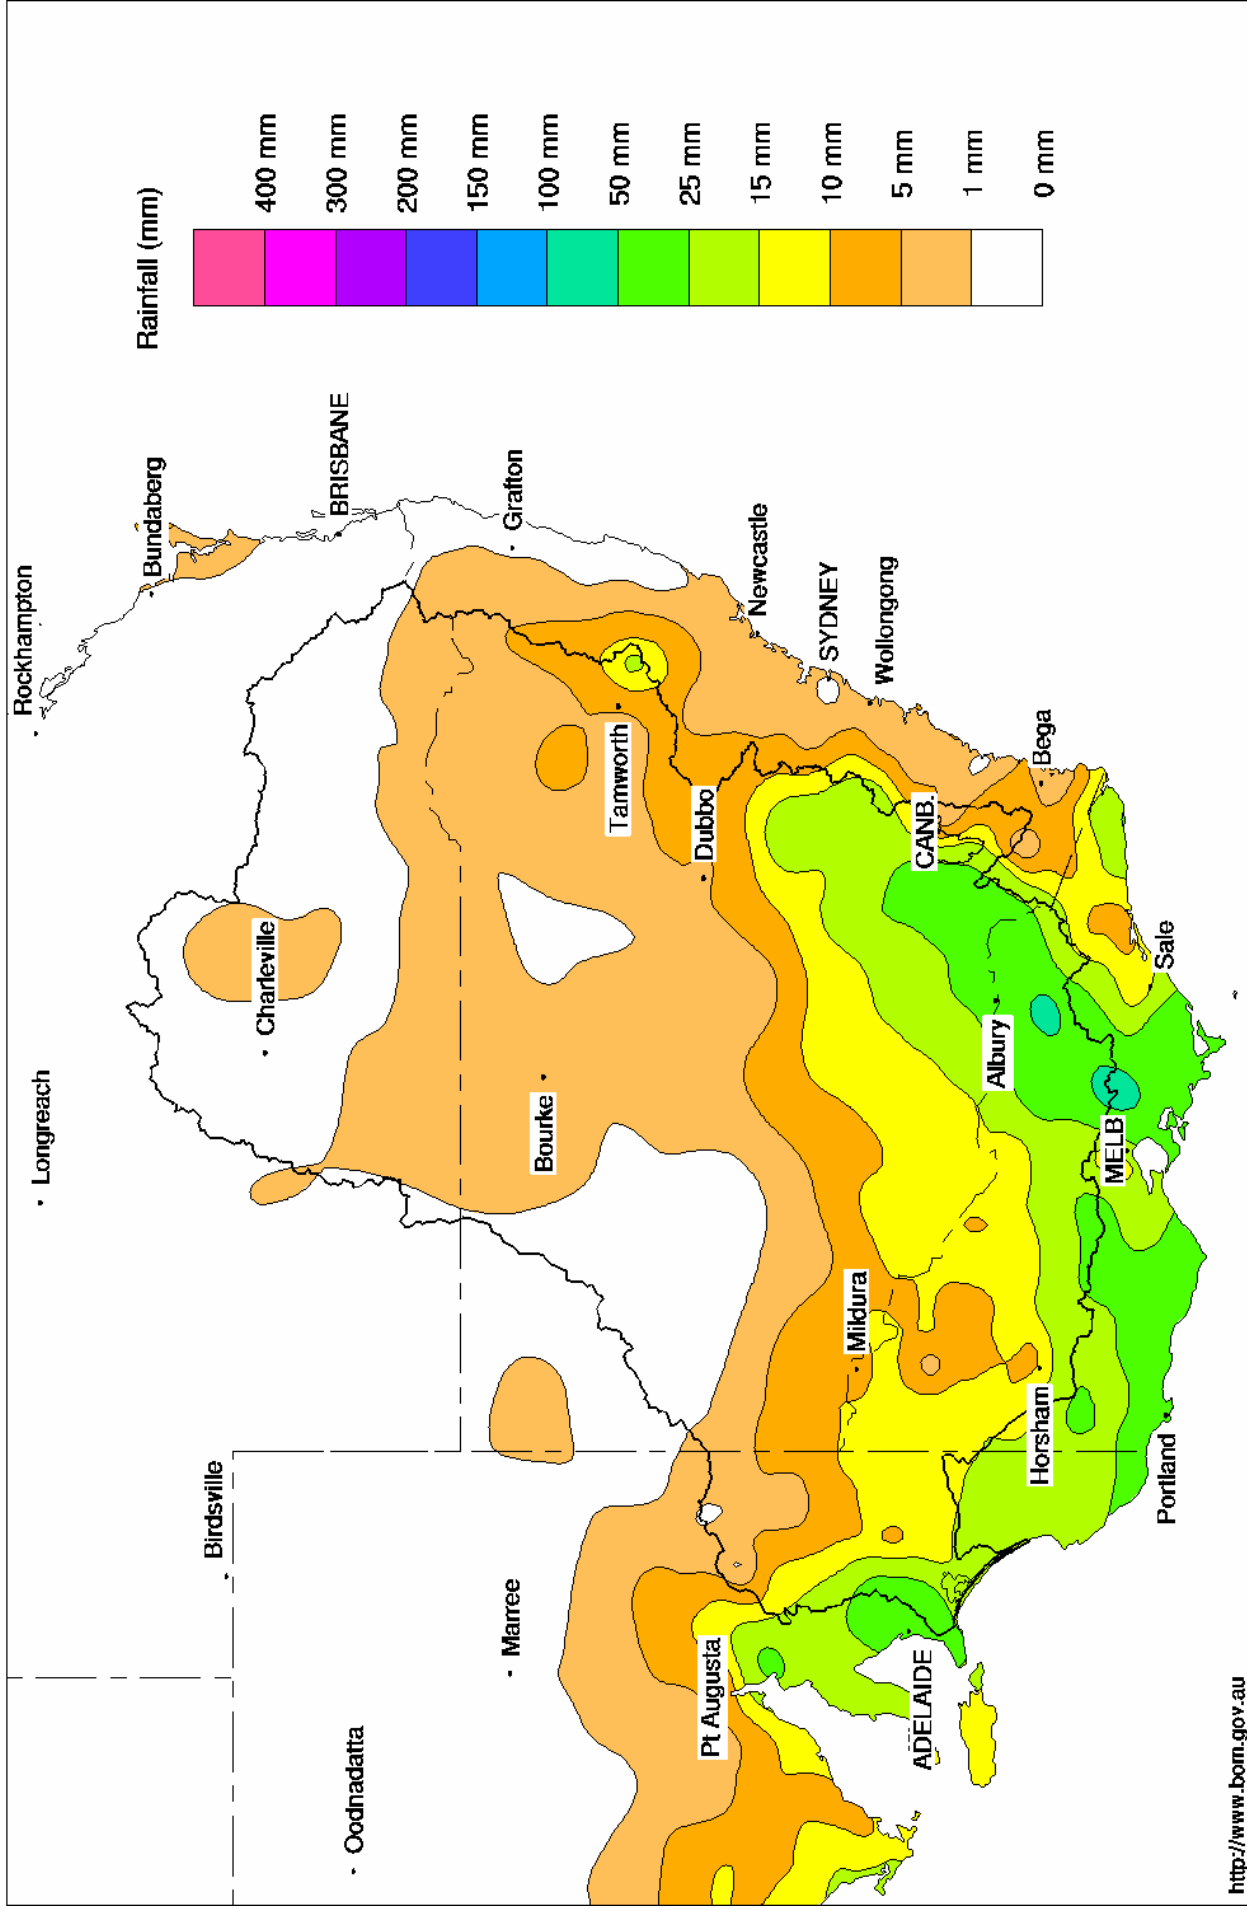 Rockhampton
Longreach
Bundaberg
Birdsville
Charleville
BRISBANE
Oodnadatta
Marree
Bourke
Grafton
Tamworth
Pt Augusta
Dubbo
Newcastle
Mildura
SYDNEY
Wollongong
ADELAIDE
CANB.
Albury
Horsham
Bega
MELB
Portland
Sale
Rainfall (mm)
400 mm
300 mm
200 mm
150 mm
100 mm
50 mm
25 mm
15 mm
10 mm
5 mm
1 mm
0 mm
http://www.bom.gov.au